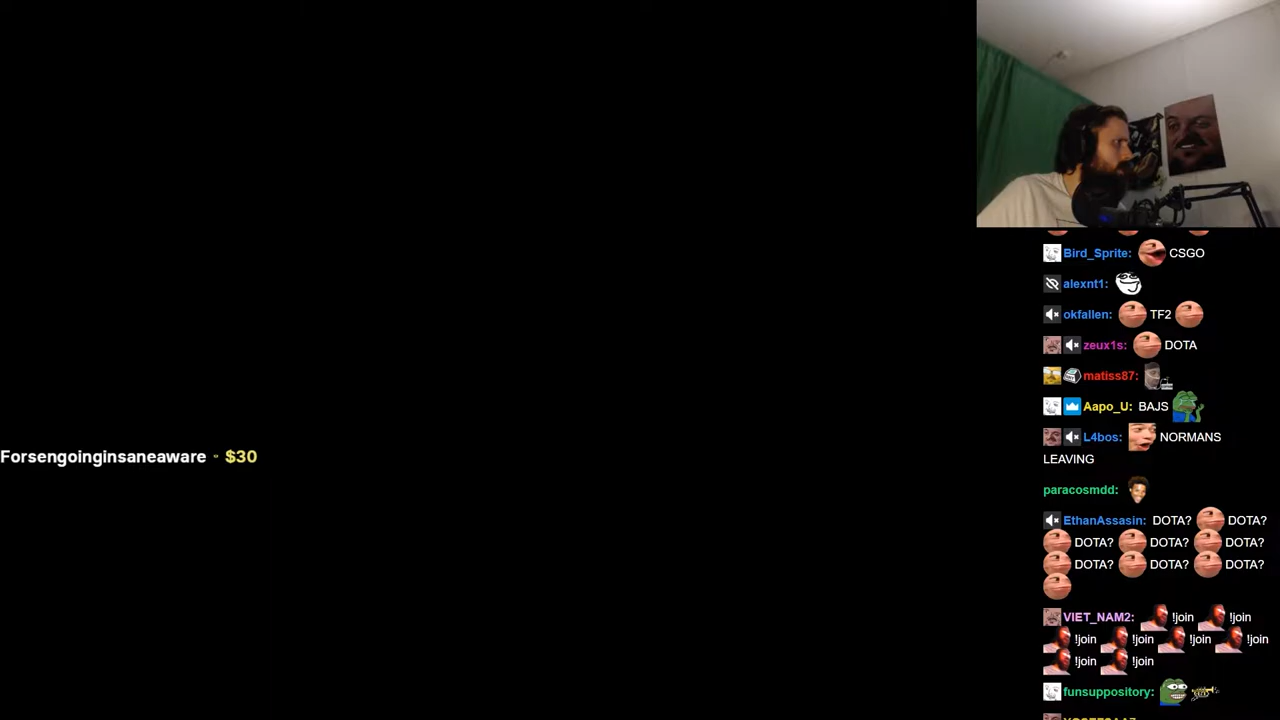 Bird_Sprite: CSGO
alexnt1:
okfallen: TF2
zeux1s: DOTA
matiss87:
Aapo_U: BAJS
L4bos: NORMANS
LEAVING
Forsengoinginsaneaware - $30
paracosmdd:
EthanAssasin: DOTA? DOTA?
DOTA? DOTA? DOTA?
DOTA? DOTA? DOTA?
VIET_NAM2: !join !join
!join !join !join !join
!join !join
funsuppository: